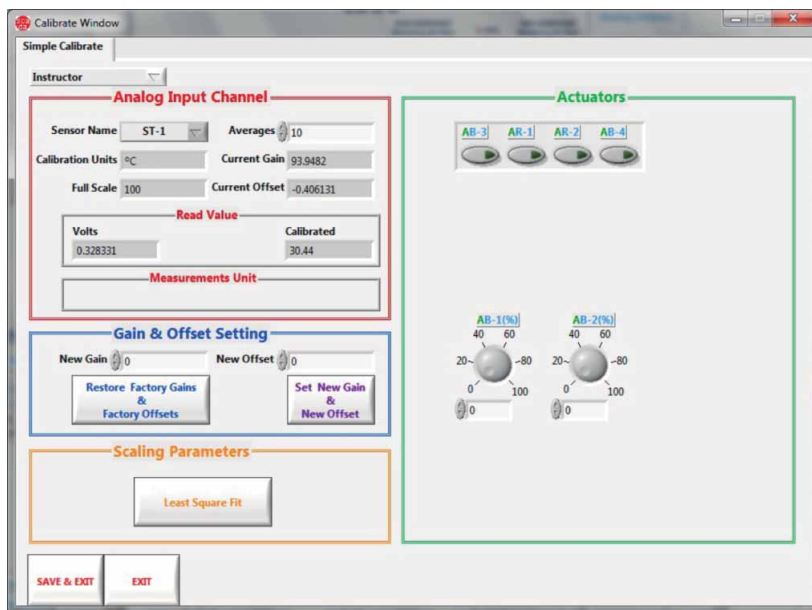 Calibrate Window
Simple Calibrate
Instructor
Analog Input Channel
Sensor Name ST-1 Averages 10
Calibration Units ºC Current Gain 93.9482
Full Scale 100 Current Offset -0.406131
Read Value
Volts Calibrated
0.328331 30.44
Measurements Unit
Gain & Offset Setting
New Gain 0 New Offset 0
Restore Factory Gains
&
Factory Offsets
Set New Gain
&
New Offset
Scaling Parameters
Least Square Fit
SAVE & EXIT EXIT
Actuators
AB-3 AR-1 AR-2 AB-4
AB-1(%) AB-2(%)
40 60 40 60
20 80 20 80
0 100 0 100
0 0